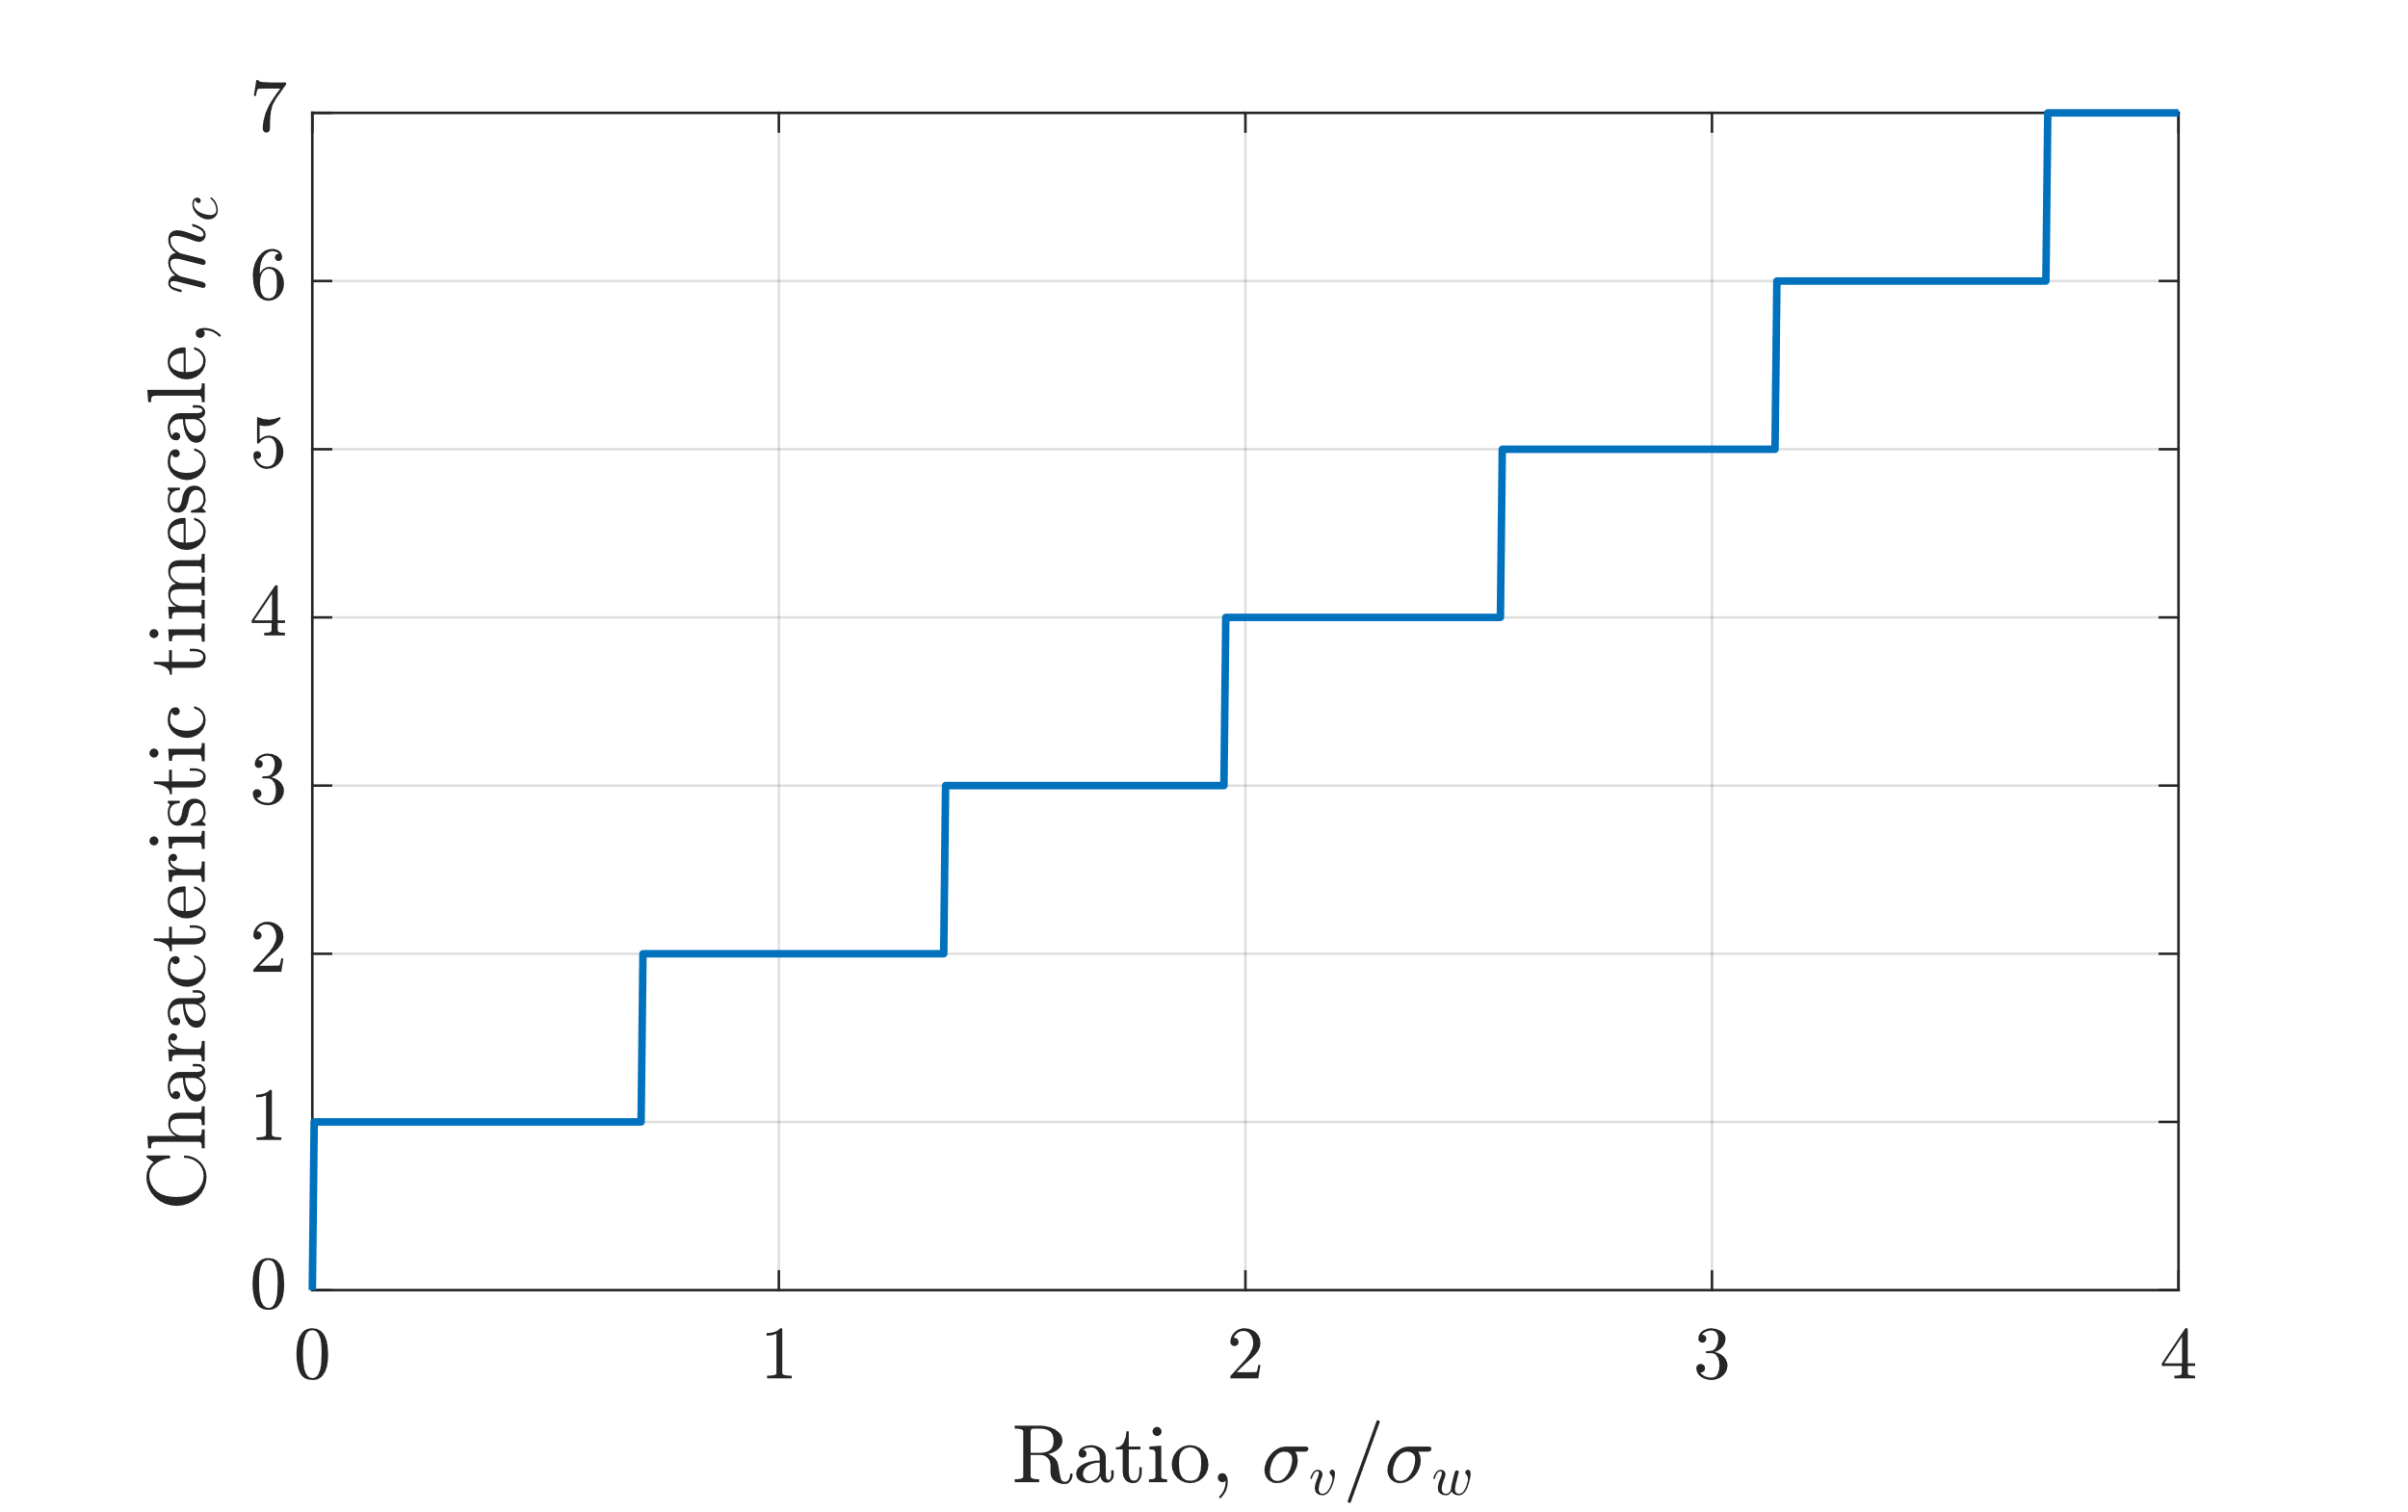 7
6
5
4
3
2
1
0
Characteristic timescale, m_c
0 1 2 3 4
Ratio, σ_v/σ_w